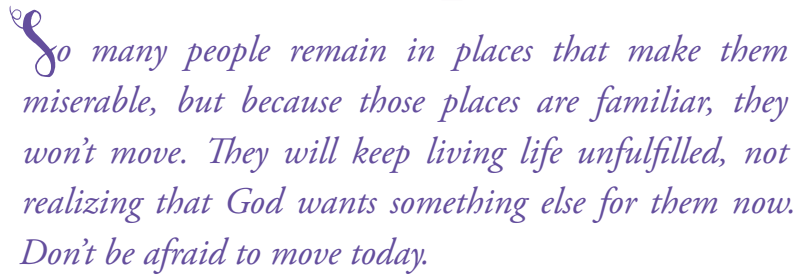 So many people remain in places that make them
miserable, but because those places are familiar, they
won't move. They will keep living life unfulfilled, not
realizing that God wants something else for them now.
Don't be afraid to move today.